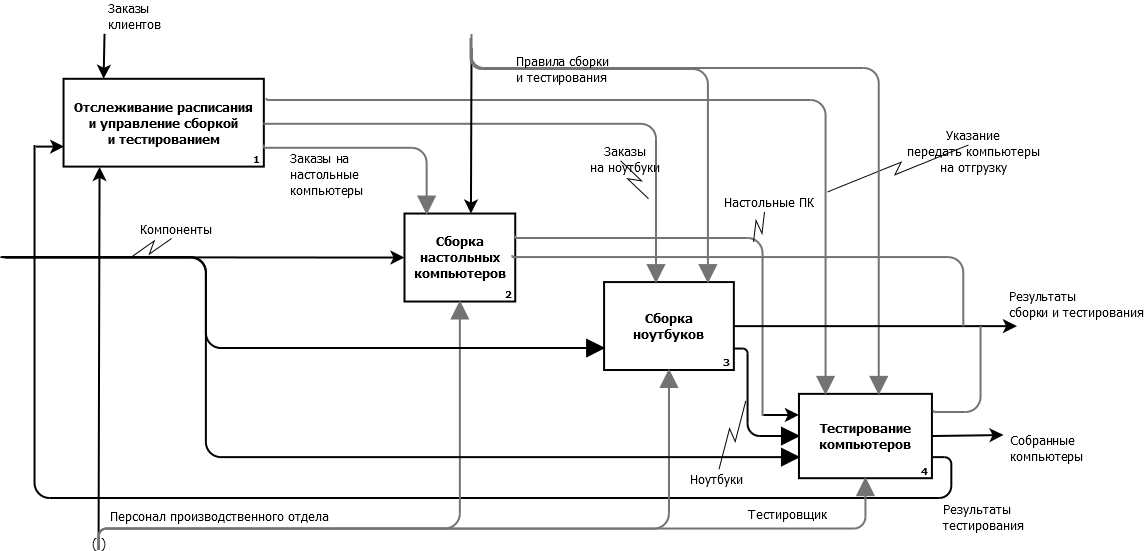 Заказы
клиентов
Правила сборки
и тестирования
Отслеживание расписания
и управление сборкой
и тестированием
1
Заказы на
настольные
компьютеры
Заказы
на ноутбуки
Указание
передать компьютеры
на отгрузку
Настольные ПК
Компоненты
Сборка
настольных
компьютеров
2
Сборка
ноутбуков
3
Результаты
сборки и тестирования
Тестирование
компьютеров
4
Собранные
компьютеры
Ноутбуки
Результаты
тестирования
Персонал производственного отдела
Тестировщик
()